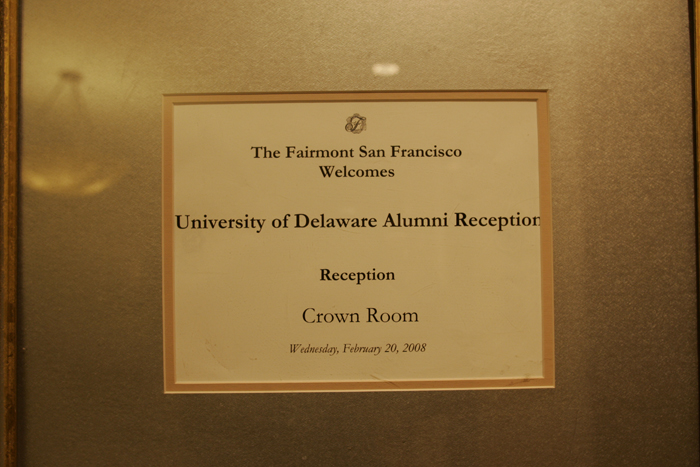 The Fairmont San Francisco
Welcomes
University of Delaware Alumni Reception
Reception
Crown Room
Wednesday, February 20, 2008